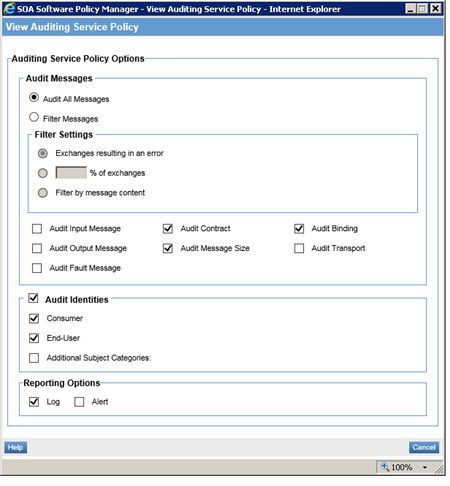 SOA Software Policy Manager - View Auditing Service Policy - Internet Explorer
View Auditing Service Policy
Auditing Service Policy Options
Audit Messages
Audit All Messages
Filter Messages
Filter Settings
Exchanges resulting in an error
% of exchanges
Filter by message content
Audit Input Message Audit Contract Audit Binding
Audit Output Message Audit Message Size Audit Transport
Audit Fault Message
Audit Identities
Consumer
End-User
Additional Subject Categories:
Reporting Options
Log Alert
Help Cancel
100%